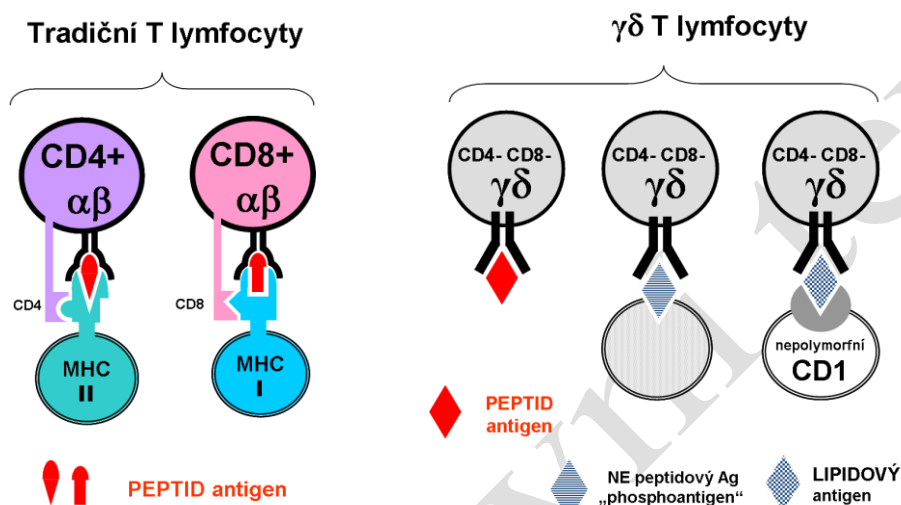 Tradiční T lymfocyty
γδ T lymfocyty
CD4+
αβ
CD8+
αβ
CD4- CD8-
γδ
CD4- CD8-
γδ
CD4- CD8-
γδ
CD4
CD8
MHC
II
MHC
I
nepolymorfní
CD1
PEPTID
antigen
PEPTID antigen
NE peptidový Ag
„phosphoantigen“
LIPIDOVÝ
antigen